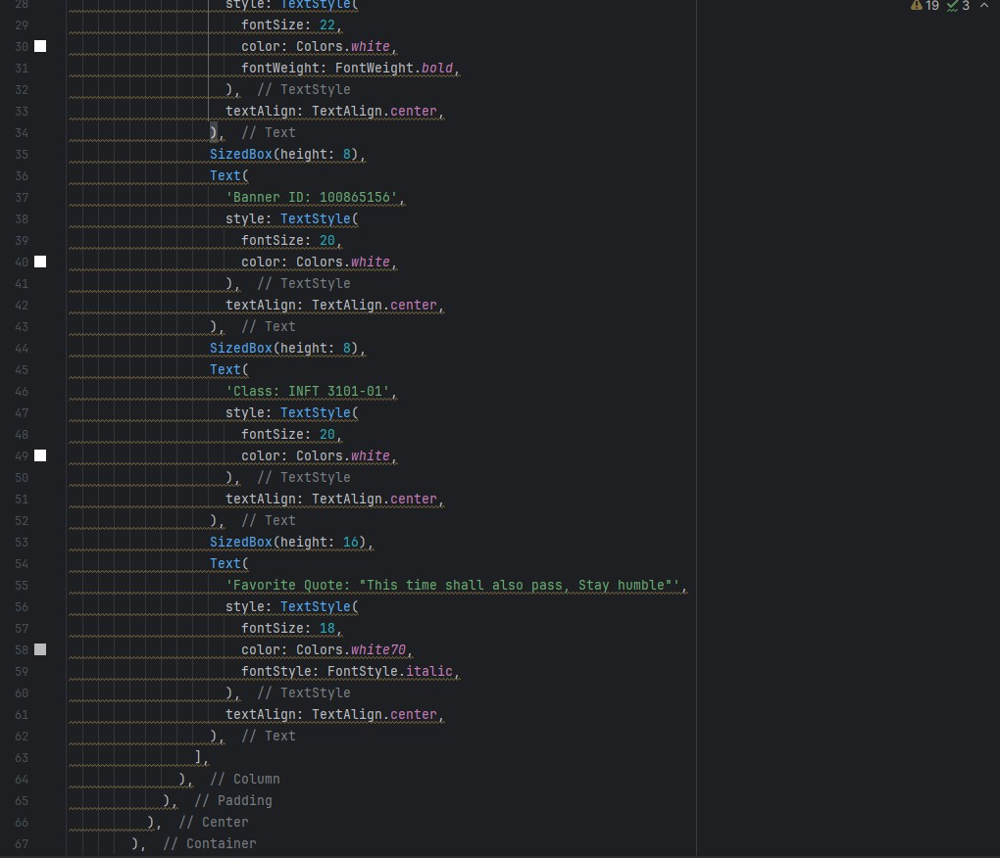 19 3
28 style: TextStyle(
29 fontSize: 22,
30 color: Colors.white,
31 fontWeight: FontWeight.bold,
32 ), // TextStyle
33 textAlign: TextAlign.center,
34 ), // Text
35 SizedBox(height: 8),
36 Text(
37 'Banner ID: 100865156',
38 style: TextStyle(
39 fontSize: 20,
40 color: Colors.white,
41 ), // TextStyle
42 textAlign: TextAlign.center,
43 ), // Text
44 SizedBox(height: 8),
45 Text(
46 'Class: INFT 3101-01',
47 style: TextStyle(
48 fontSize: 20,
49 color: Colors.white,
50 ), // TextStyle
51 textAlign: TextAlign.center,
52 ), // Text
53 SizedBox(height: 16),
54 Text(
55 'Favorite Quote: "This time shall also pass, Stay humble"',
56 style: TextStyle(
57 fontSize: 18,
58 color: Colors.white70,
59 fontStyle: FontStyle.italic,
60 ), // TextStyle
61 textAlign: TextAlign.center,
62 ), // Text
63 ],
64 ), // Column
65 ), // Padding
66 ), // Center
67 ), // Container